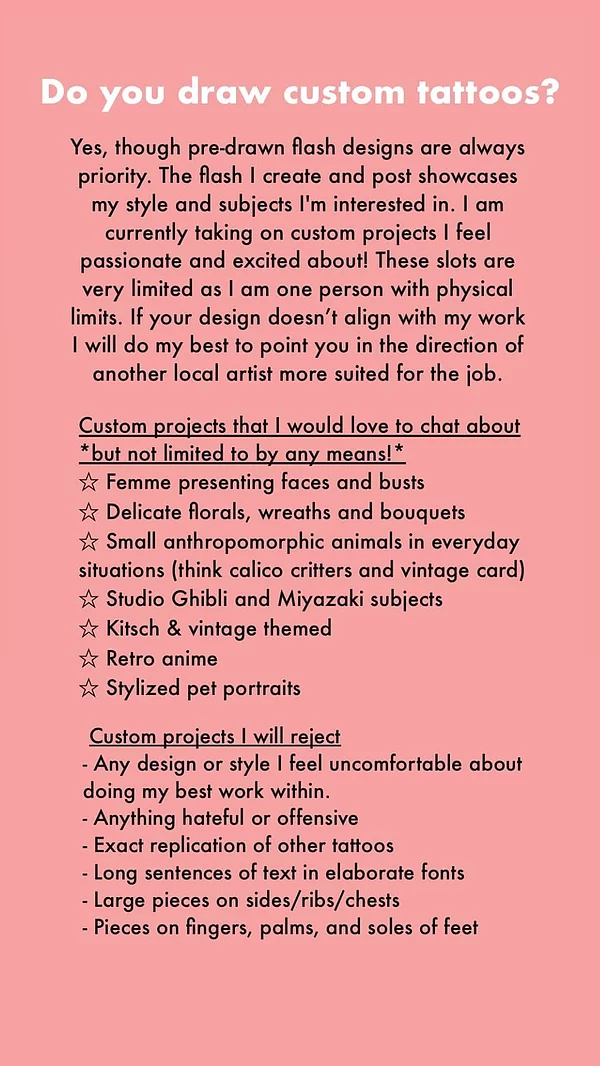 Do you draw custom tattoos?
Yes, though pre-drawn flash designs are always
priority. The flash I create and post showcases
my style and subjects I'm interested in. I am
currently taking on custom projects I feel
passionate and excited about! These slots are
very limited as I am one person with physical
limits. If your design doesn’t align with my work
I will do my best to point you in the direction of
another local artist more suited for the job.
Custom projects that I would love to chat about
*but not limited to by any means!*
☆ Femme presenting faces and busts
☆ Delicate florals, wreaths and bouquets
☆ Small anthropomorphic animals in everyday
situations (think calico critters and vintage card)
☆ Studio Ghibli and Miyazaki subjects
☆ Kitsch & vintage themed
☆ Retro anime
☆ Stylized pet portraits
Custom projects I will reject
- Any design or style I feel uncomfortable about
doing my best work within.
- Anything hateful or offensive
- Exact replication of other tattoos
- Long sentences of text in elaborate fonts
- Large pieces on sides/ribs/chests
- Pieces on fingers, palms, and soles of feet